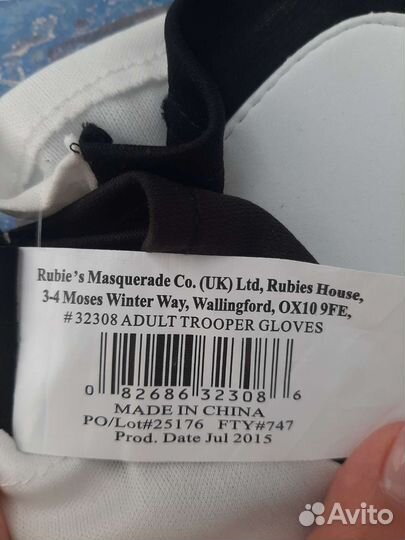 Rubie's Masquerade Co. (UK) Ltd, Rubies House,
3-4 Moses Winter Way, Wallingford, OX10 9FE,
#32308 ADULT TROOPER GLOVES
0 82686 32308 6
MADE IN CHINA
PO/Lot#25176 FTY#747
Prod. Date Jul 2015
Avito